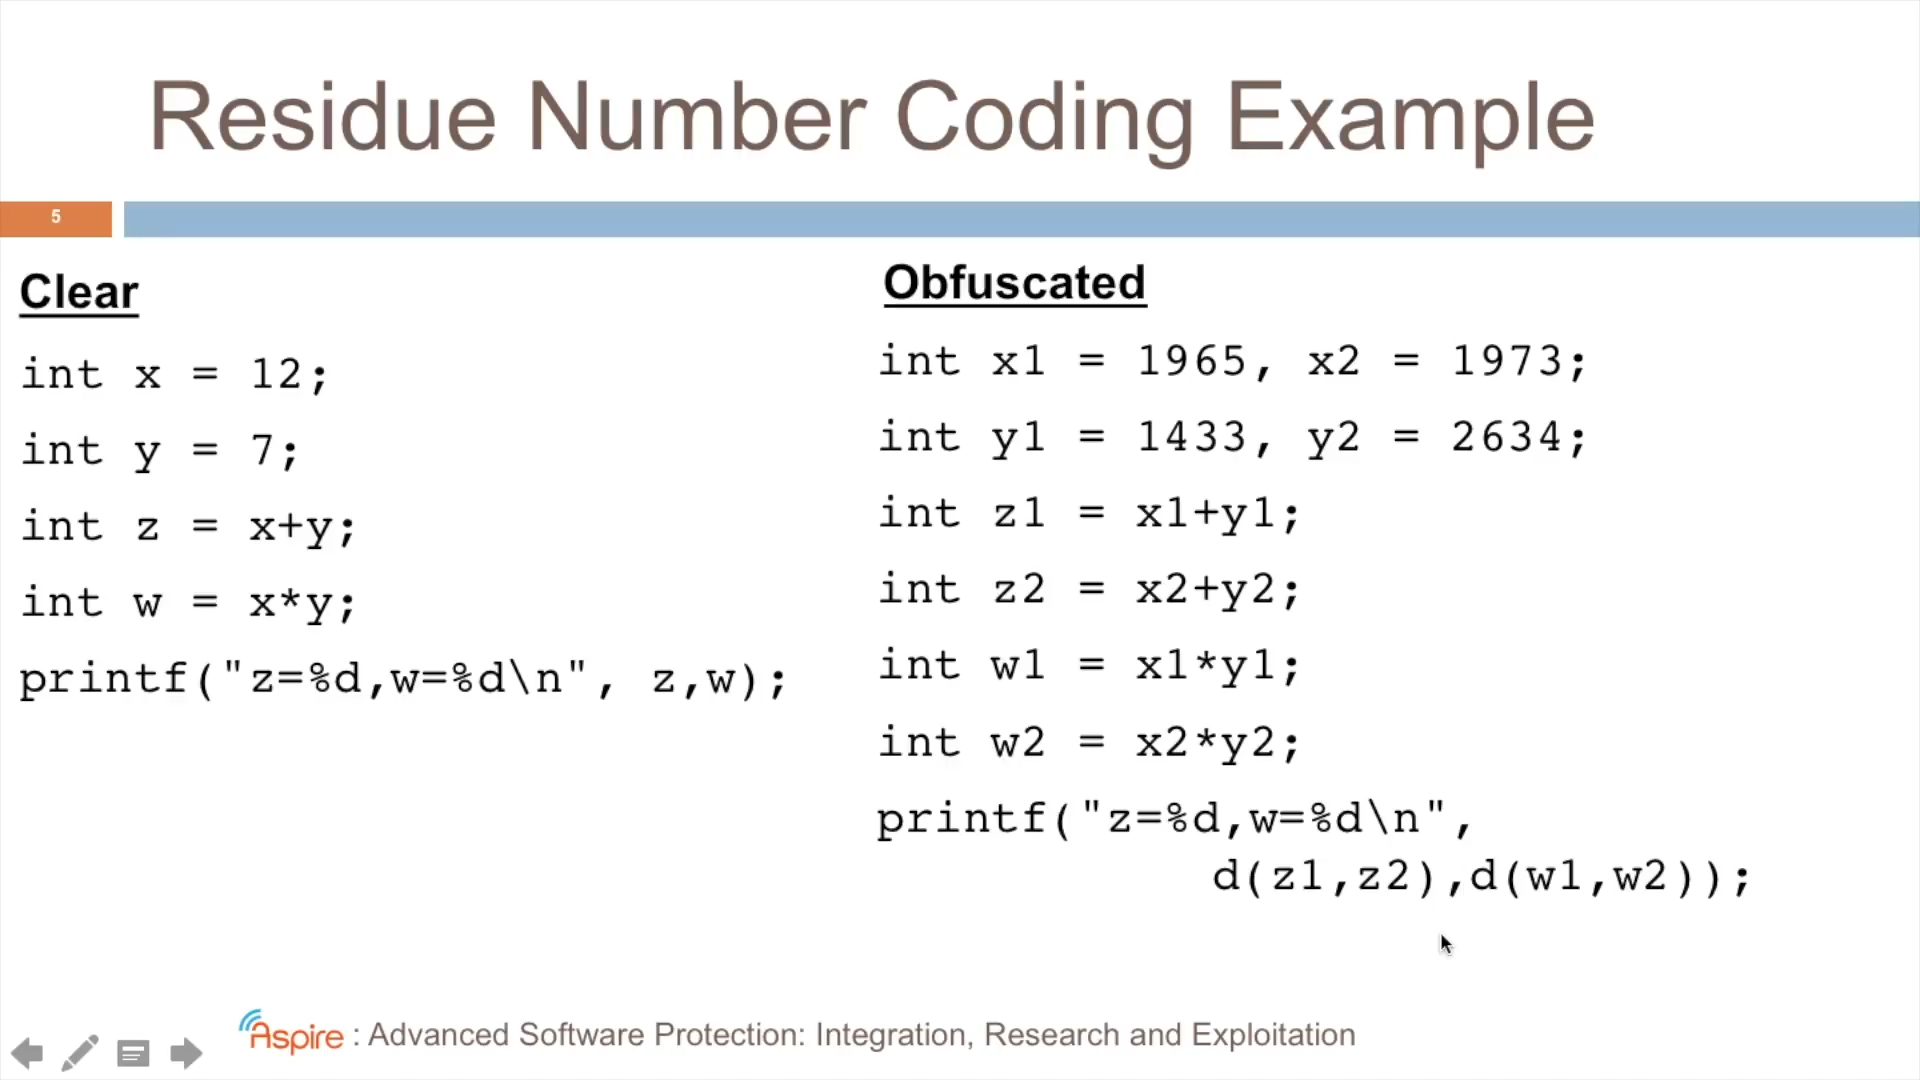 Residue Number Coding Example
5
Clear
int x = 12;
int y = 7;
int z = x+y;
int w = x*y;
printf("z=%d,w=%d\n", z,w);
Obfuscated
int x1 = 1965, x2 = 1973;
int y1 = 1433, y2 = 2634;
int z1 = x1+y1;
int z2 = x2+y2;
int w1 = x1*y1;
int w2 = x2*y2;
printf("z=%d,w=%d\n",
d(z1,z2),d(w1,w2));
Aspire : Advanced Software Protection: Integration, Research and Exploitation